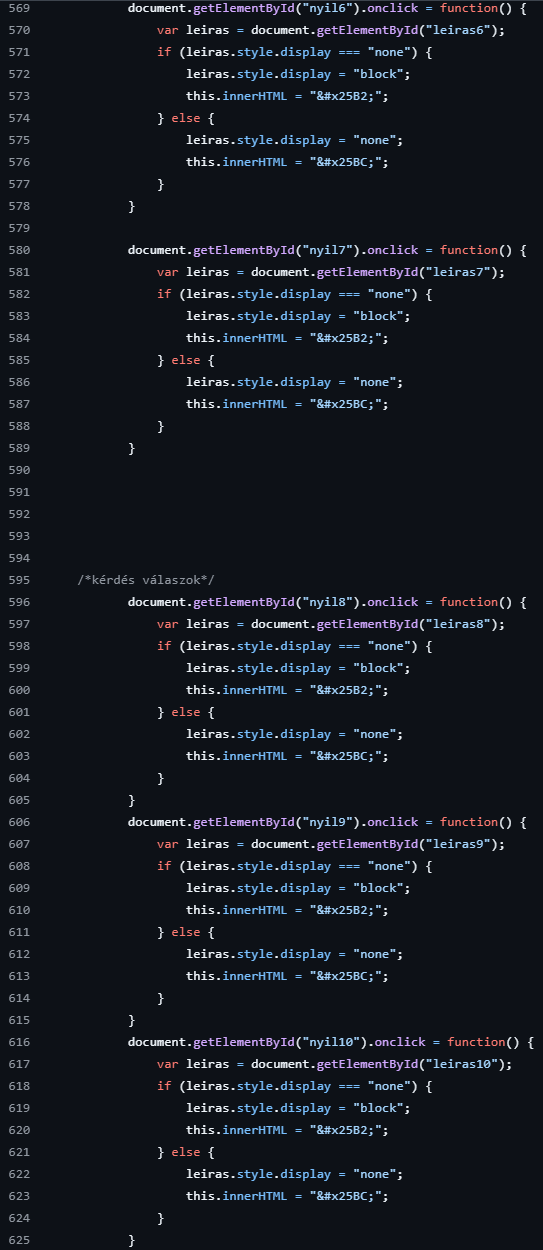 569 document.getElementById("nyil6").onclick = function() {
570 var leiras = document.getElementById("leiras6");
571 if (leiras.style.display === "none") {
572 leiras.style.display = "block";
573 this.innerHTML = "&#x25B2;";
574 } else {
575 leiras.style.display = "none";
576 this.innerHTML = "&#x25BC;";
577 }
578 }
579
580 document.getElementById("nyil7").onclick = function() {
581 var leiras = document.getElementById("leiras7");
582 if (leiras.style.display === "none") {
583 leiras.style.display = "block";
584 this.innerHTML = "&#x25B2;";
585 } else {
586 leiras.style.display = "none";
587 this.innerHTML = "&#x25BC;";
588 }
589 }
590
591
592
593
594
595 /*kérdés válaszok*/
596 document.getElementById("nyil8").onclick = function() {
597 var leiras = document.getElementById("leiras8");
598 if (leiras.style.display === "none") {
599 leiras.style.display = "block";
600 this.innerHTML = "&#x25B2;";
601 } else {
602 leiras.style.display = "none";
603 this.innerHTML = "&#x25BC;";
604 }
605 }
606 document.getElementById("nyil9").onclick = function() {
607 var leiras = document.getElementById("leiras9");
608 if (leiras.style.display === "none") {
609 leiras.style.display = "block";
610 this.innerHTML = "&#x25B2;";
611 } else {
612 leiras.style.display = "none";
613 this.innerHTML = "&#x25BC;";
614 }
615 }
616 document.getElementById("nyil10").onclick = function() {
617 var leiras = document.getElementById("leiras10");
618 if (leiras.style.display === "none") {
619 leiras.style.display = "block";
620 this.innerHTML = "&#x25B2;";
621 } else {
622 leiras.style.display = "none";
623 this.innerHTML = "&#x25BC;";
624 }
625 }